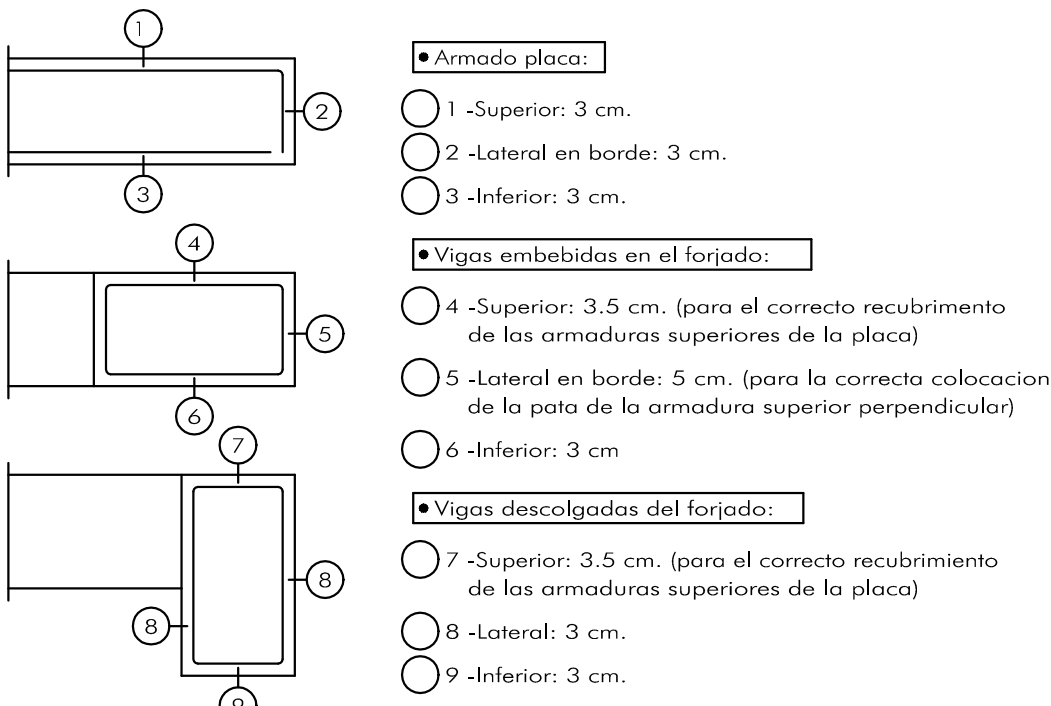 1
2
3
4
5
6
7
8
8
9
• Armado placa:
1 -Superior: 3 cm.
2 -Lateral en borde: 3 cm.
3 -Inferior: 3 cm.
• Vigas embebidas en el forjado:
4 -Superior: 3.5 cm. (para el correcto recubrimento
de las armaduras superiores de la placa)
5 -Lateral en borde: 5 cm. (para la correcta colocacion
de la pata de la armadura superior perpendicular)
6 -Inferior: 3 cm
• Vigas descolgadas del forjado:
7 -Superior: 3.5 cm. (para el correcto recubrimiento
de las armaduras superiores de la placa)
8 -Lateral: 3 cm.
9 -Inferior: 3 cm.